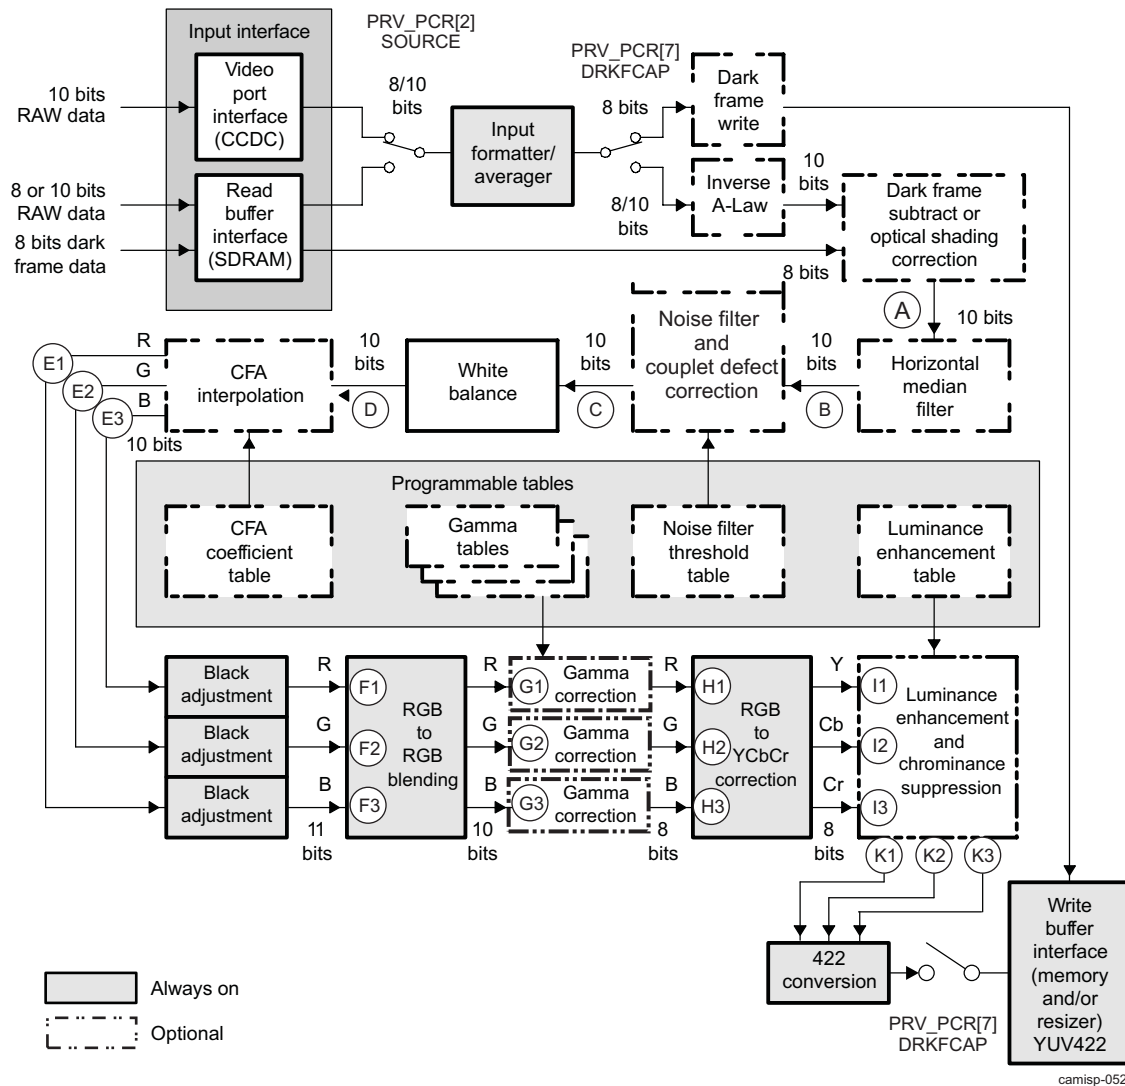 Input interface
PRV_PCR[2]
SOURCE
PRV_PCR[7]
DRKFCAP
10 bits
RAW data
Video
port
interface
(CCDC)
8/10
bits
Input
formatter/
averager
8 bits
Dark
frame
write
8 or 10 bits
RAW data
8 bits dark
frame data
Read
buffer
interface
(SDRAM)
8/10
bits
Inverse
A-Law
10
bits
Dark frame
subtract or
optical shading
correction
8 bits
A
10 bits
R
G
B
E1
E2
E3
10 bits
CFA
interpolation
10
bits
D
White
balance
10
bits
C
Noise filter
and
couplet defect
correction
10
bits
B
Horizontal
median
filter
Programmable tables
CFA
coefficient
table
Gamma
tables
Noise filter
threshold
table
Luminance
enhancement
table
Black
adjustment
Black
adjustment
Black
adjustment
R
G
B
11
bits
F1
F2
F3
RGB
to
RGB
blending
R
G
B
10
bits
G1
Gamma
correction
G2
Gamma
correction
G3
Gamma
correction
R
G
B
8
bits
H1
H2
H3
RGB
to
YCbCr
correction
Y
Cb
Cr
8
bits
I1
I2
I3
Luminance
enhancement
and
chrominance
suppression
K1
K2
K3
422
conversion
PRV_PCR[7]
DRKFCAP
Write
buffer
interface
(memory
and/or
resizer)
YUV422
Always on
Optional
camisp-052